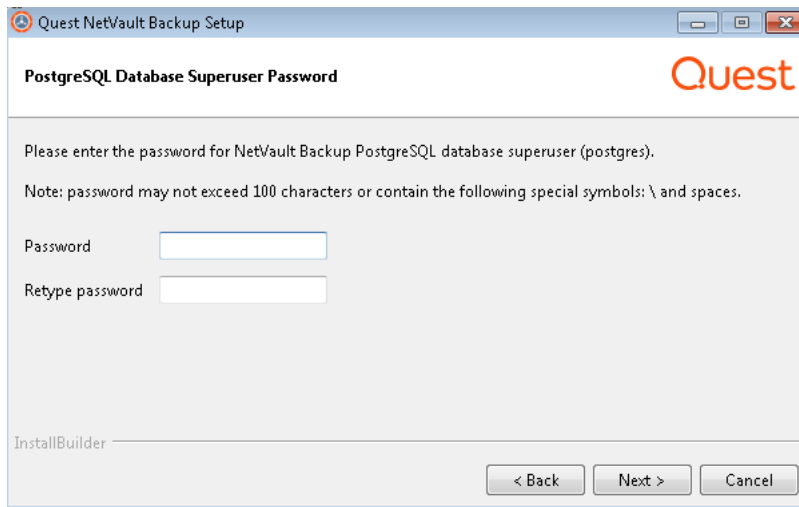 Quest NetVault Backup Setup
PostgreSQL Database Superuser Password
Quest
Please enter the password for NetVault Backup PostgreSQL database superuser (postgres).
Note: password may not exceed 100 characters or contain the following special symbols: \ and spaces.
Password
Retype password
InstallBuilder
< Back
Next >
Cancel